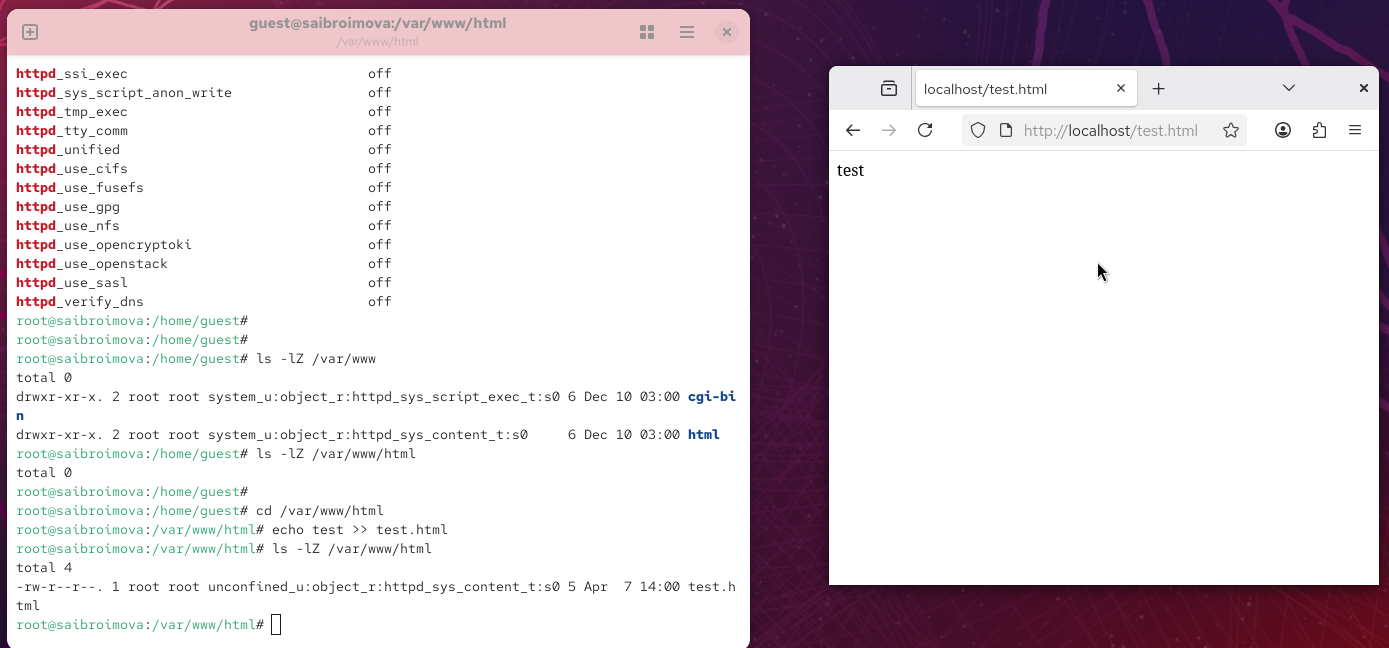 guest@saibroimova:/var/www/html
/var/www/html
httpd_ssi_exec                 off
httpd_sys_script_anon_write    off
httpd_tmp_exec                 off
httpd_tty_comm                 off
httpd_unified                  off
httpd_use_cifs                 off
httpd_use_fusefs               off
httpd_use_gpg                  off
httpd_use_nfs                  off
httpd_use_opencryptoki         off
httpd_use_openstack            off
httpd_use_sasl                 off
httpd_verify_dns               off
root@saibroimova:/home/guest#
root@saibroimova:/home/guest#
root@saibroimova:/home/guest# ls -lZ /var/www
total 0
drwxr-xr-x. 2 root root system_u:object_r:httpd_sys_script_exec_t:s0 6 Dec 10 03:00 cgi-bi
n
drwxr-xr-x. 2 root root system_u:object_r:httpd_sys_content_t:s0     6 Dec 10 03:00 html
root@saibroimova:/home/guest# ls -lZ /var/www/html
total 0
root@saibroimova:/home/guest#
root@saibroimova:/home/guest# cd /var/www/html
root@saibroimova:/var/www/html# echo test >> test.html
root@saibroimova:/var/www/html# ls -lZ /var/www/html
total 4
-rw-r--r--. 1 root root unconfined_u:object_r:httpd_sys_content_t:s0 5 Apr  7 14:00 test.h
tml
root@saibroimova:/var/www/html#
localhost/test.html
http://localhost/test.html
test